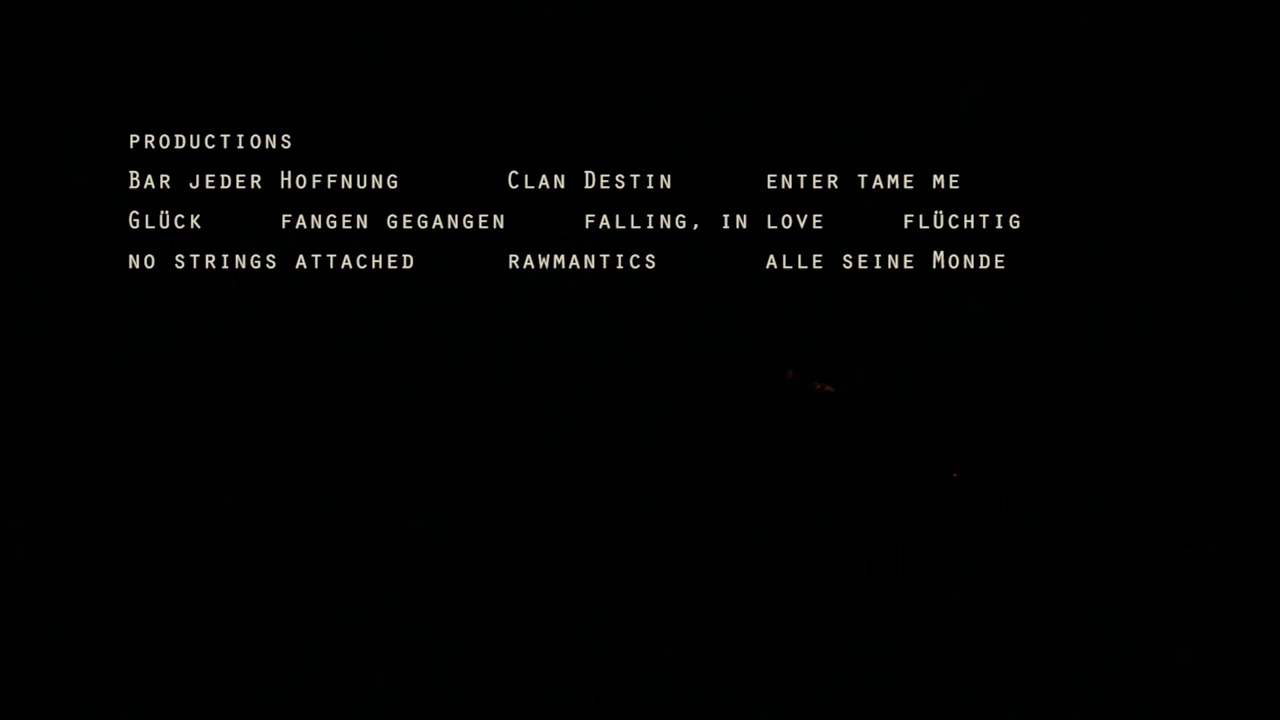 PRODUCTIONS
BAR JEDER HOFFNUNG CLAN DESTIN ENTER TAME ME
GLÜCK FANGEN GEGANGEN FALLING, IN LOVE FLÜCHTIG
NO STRINGS ATTACHED RAWMANTICS ALLE SEINE MONDE